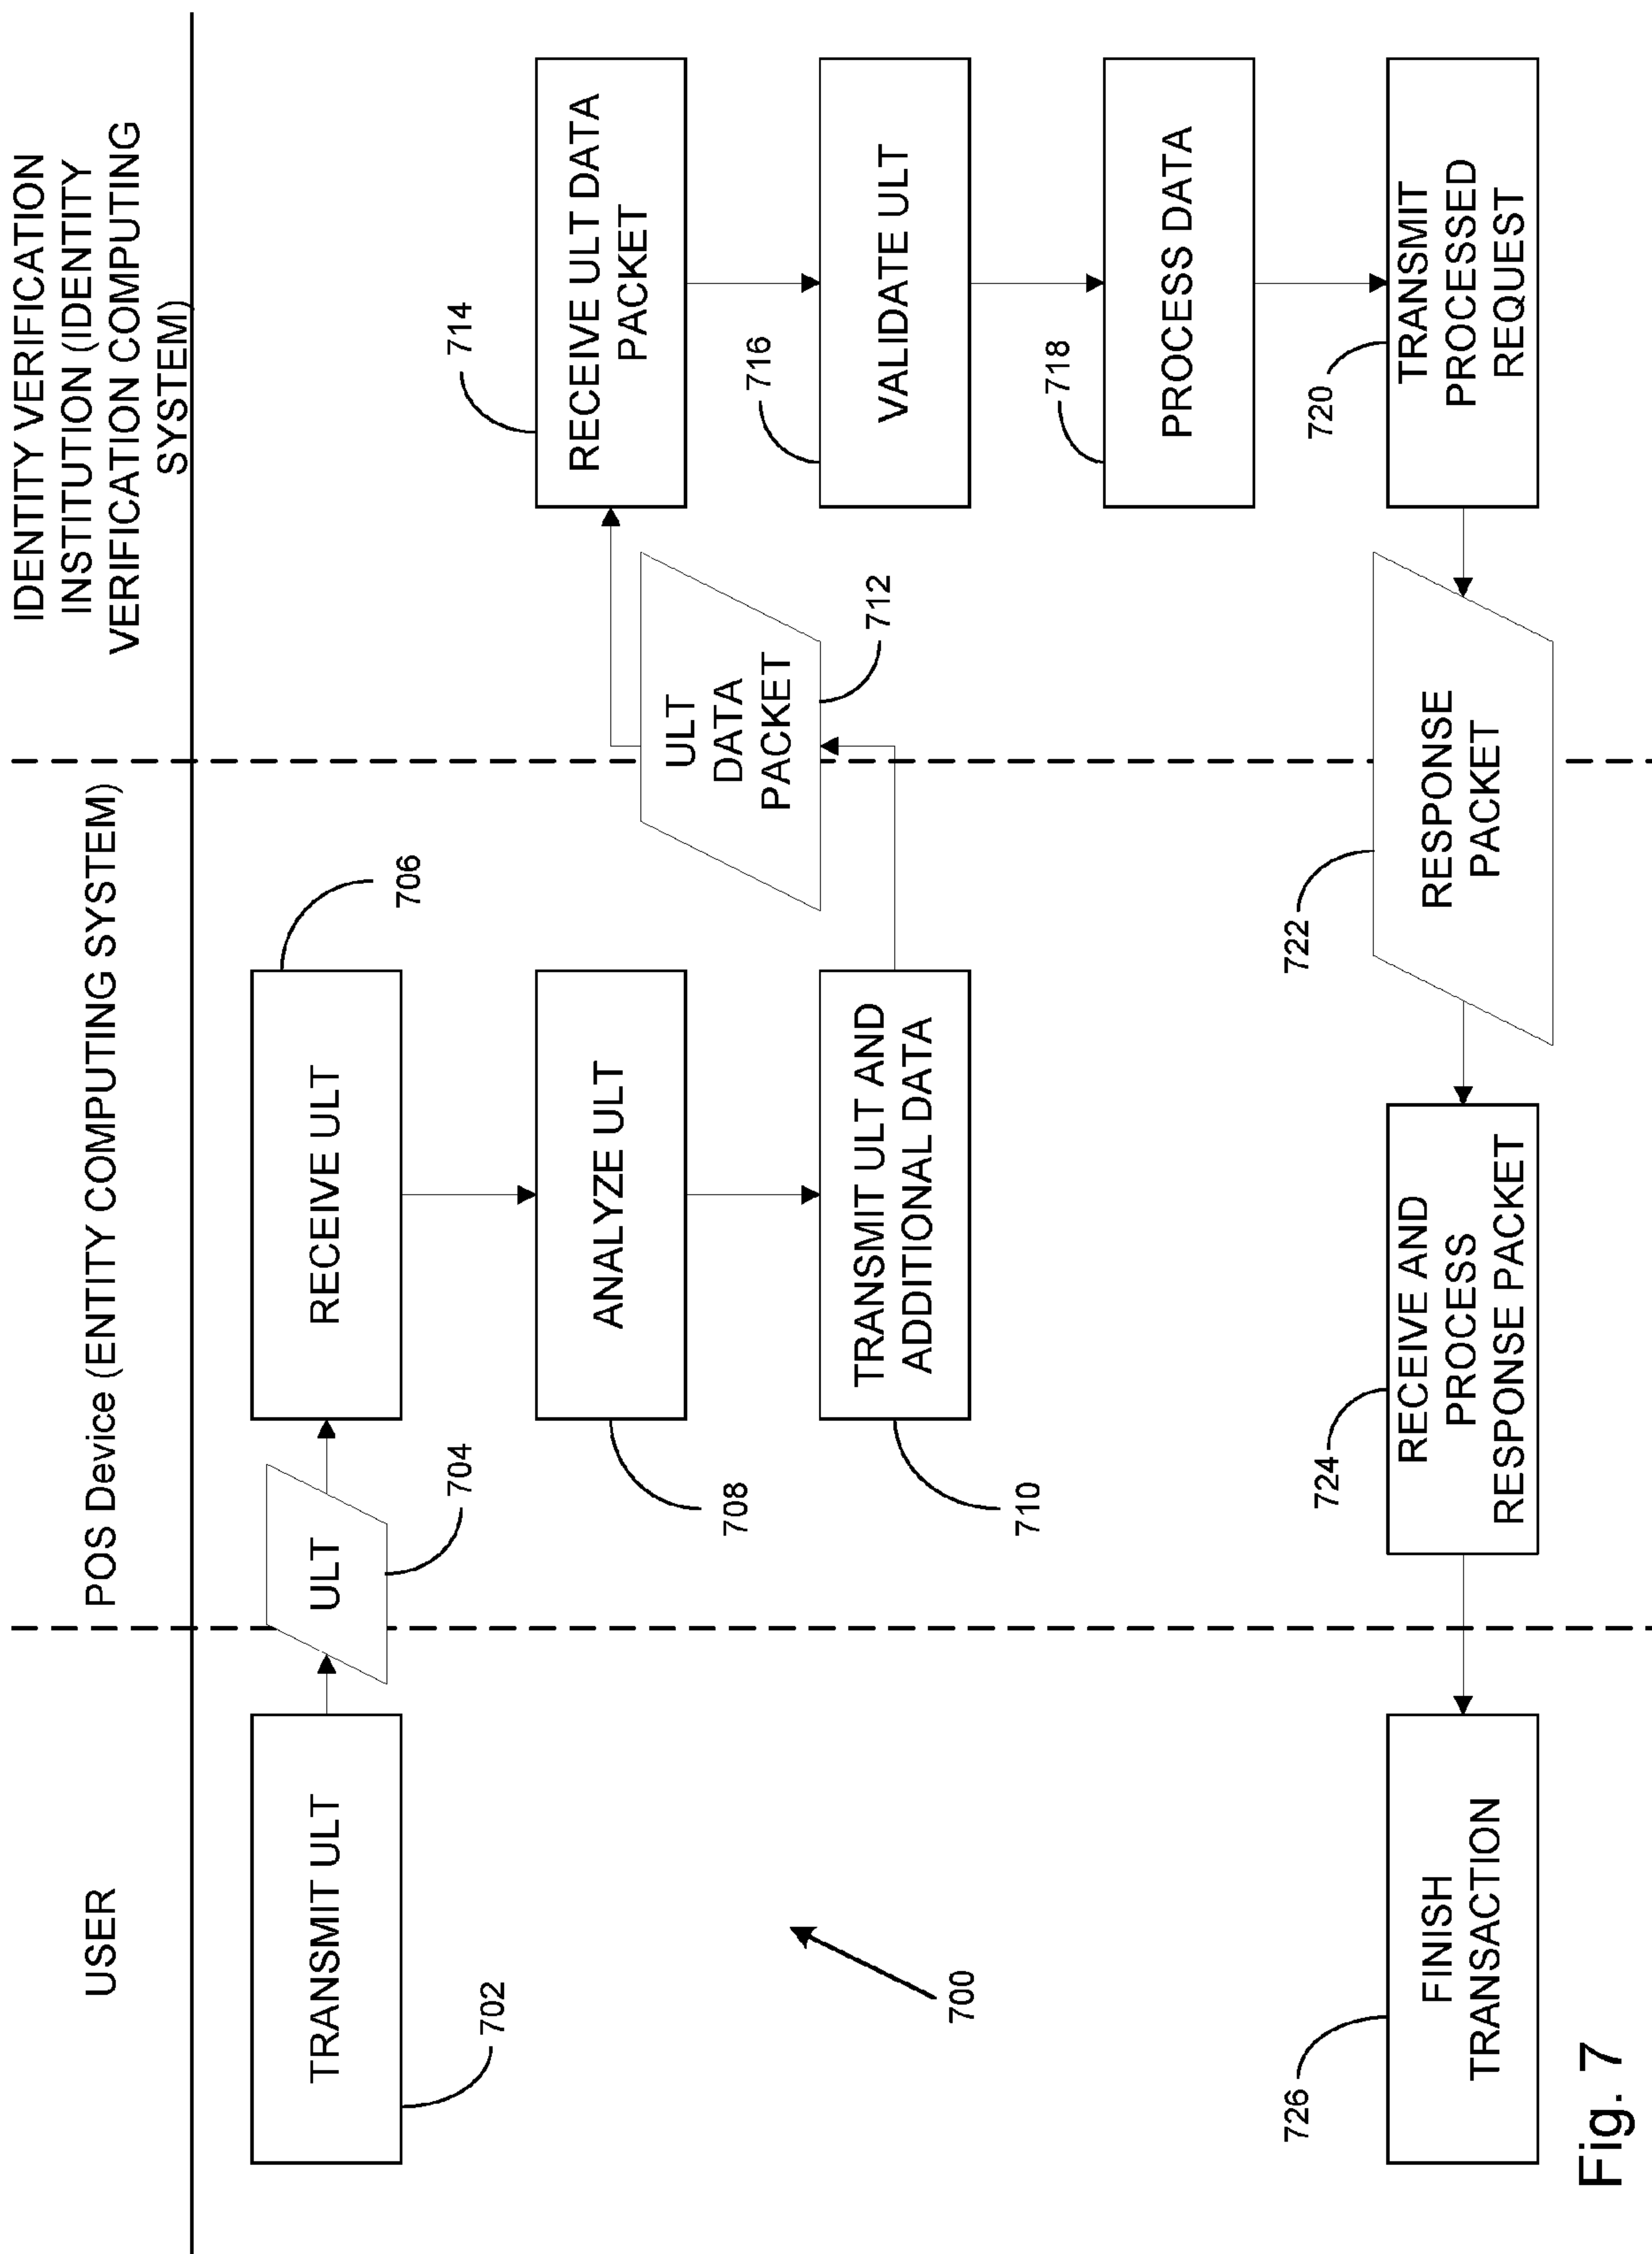 USER
POS Device (ENTITY COMPUTING SYSTEM)
IDENTITY VERIFICATION
INSTITUTION (IDENTITY
VERIFICATION COMPUTING
SYSTEM)
TRANSMIT ULT
702
ULT
704
RECEIVE ULT
706
ANALYZE ULT
708
TRANSMIT ULT AND
ADDITIONAL DATA
710
ULT
DATA
PACKET
712
RECEIVE ULT DATA
PACKET
714
VALIDATE ULT
716
PROCESS DATA
718
TRANSMIT
PROCESSED
REQUEST
720
RESPONSE
PACKET
722
RECEIVE AND
PROCESS
RESPONSE PACKET
724
FINISH
TRANSACTION
726
700
Fig. 7